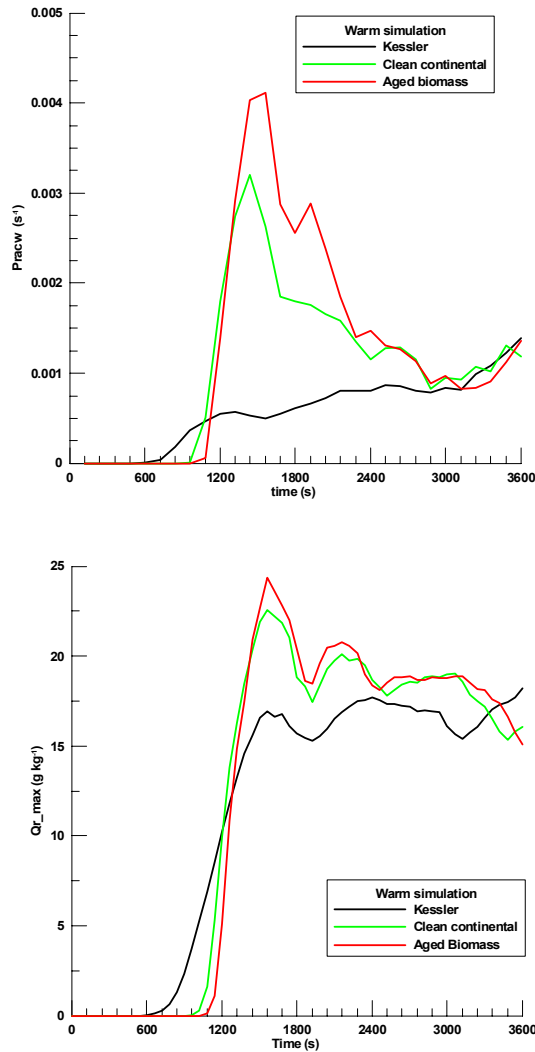 0.005
Warm simulation
Kessler
Clean continental
Aged biomass
0.004
0.003
Pracw (s-1)
0.002
0.001
0
0 600 1200 1800 2400 3000 3600
time (s)
25
20
15
Qr_max (g kg-1)
10
Warm simulation
Kessler
Clean continental
Aged Biomass
5
0
0 600 1200 1800 2400 3000 3600
Time (s)